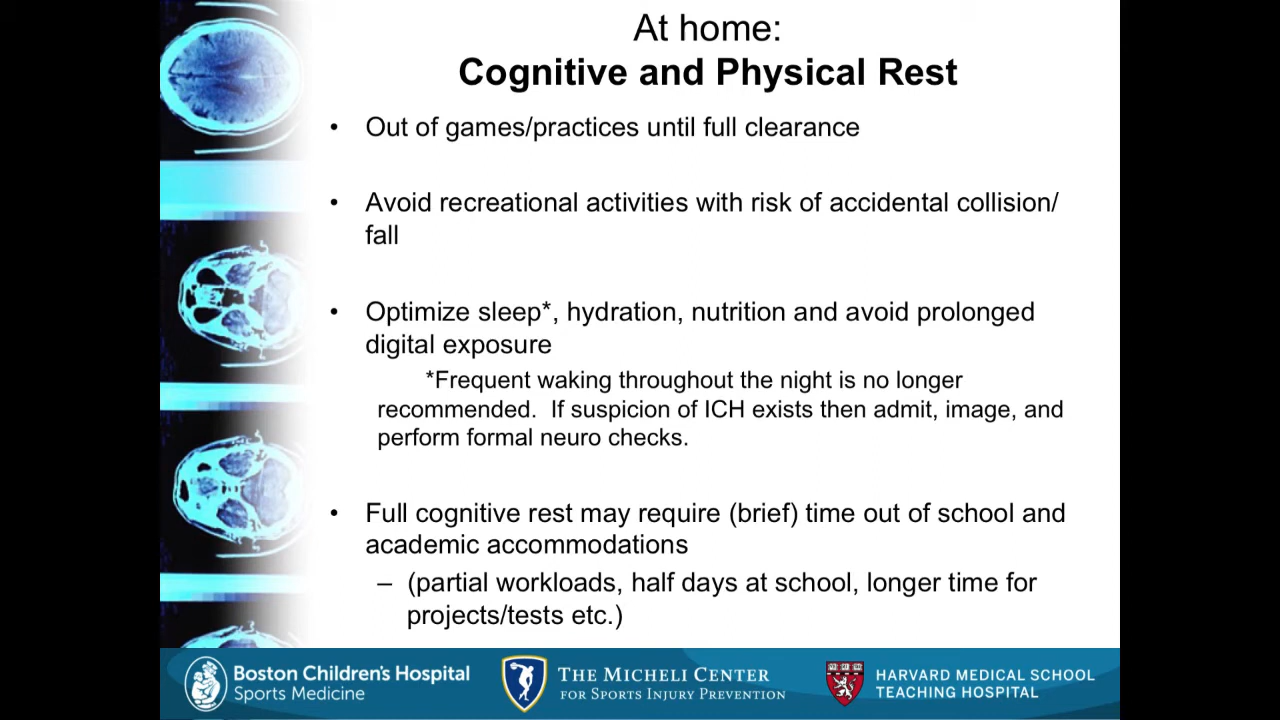 At home:
Cognitive and Physical Rest
• Out of games/practices until full clearance
• Avoid recreational activities with risk of accidental collision/
fall
• Optimize sleep*, hydration, nutrition and avoid prolonged
digital exposure
*Frequent waking throughout the night is no longer
recommended.  If suspicion of ICH exists then admit, image, and
perform formal neuro checks.
• Full cognitive rest may require (brief) time out of school and
academic accommodations
– (partial workloads, half days at school, longer time for
projects/tests etc.)
Boston Children's Hospital
Sports Medicine
THE MICHELI CENTER
FOR SPORTS INJURY PREVENTION
HARVARD MEDICAL SCHOOL
TEACHING HOSPITAL